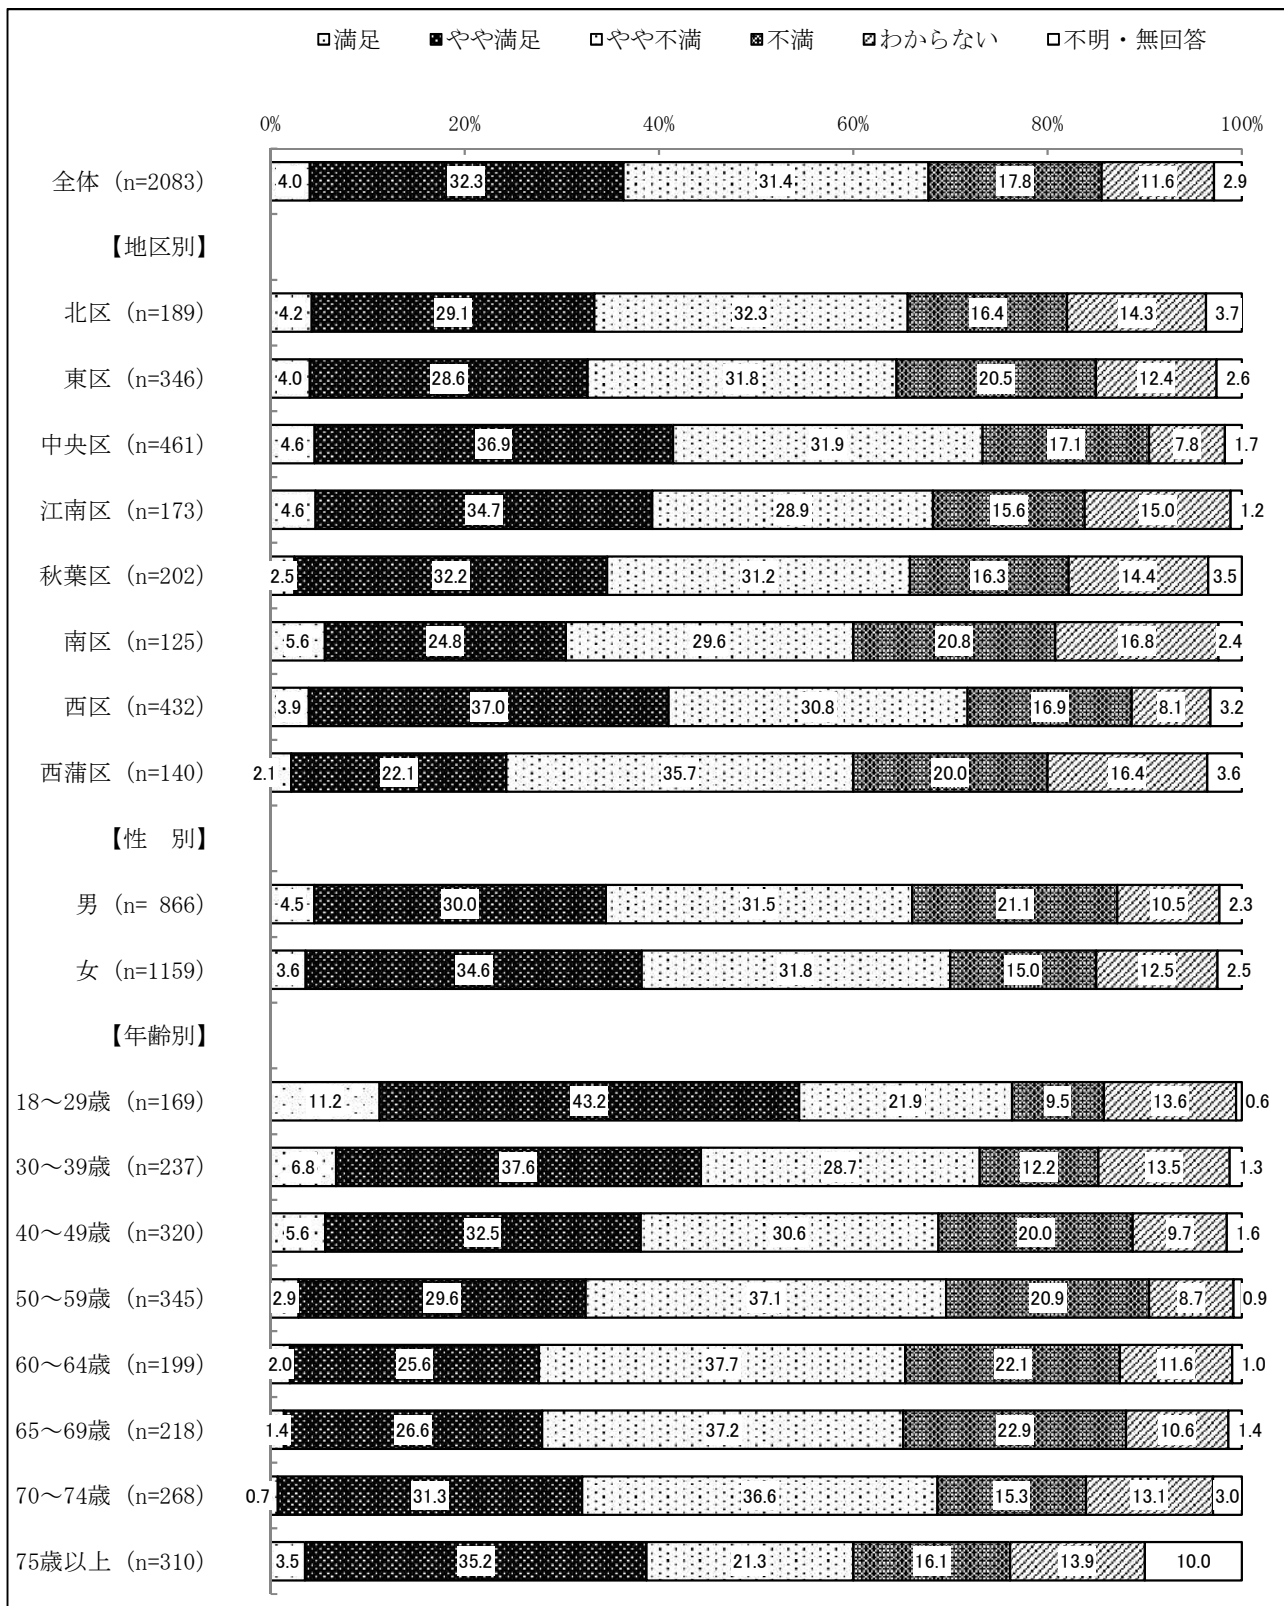 満足 やや満足 やや不満 不満 わからない 不明・無回答
0% 20% 40% 60% 80% 100%
全体 (n=2083) 4.0 32.3 31.4 17.8 11.6 2.9
【地区別】
北区 (n=189) 4.2 29.1 32.3 16.4 14.3 3.7
東区 (n=346) 4.0 28.6 31.8 20.5 12.4 2.6
中央区 (n=461) 4.6 36.9 31.9 17.1 7.8 1.7
江南区 (n=173) 4.6 34.7 28.9 15.6 15.0 1.2
秋葉区 (n=202) 2.5 32.2 31.2 16.3 14.4 3.5
南区 (n=125) 5.6 24.8 29.6 20.8 16.8 2.4
西区 (n=432) 3.9 37.0 30.8 16.9 8.1 3.2
西蒲区 (n=140) 2.1 22.1 35.7 20.0 16.4 3.6
【性　別】
男 (n= 866) 4.5 30.0 31.5 21.1 10.5 2.3
女 (n=1159) 3.6 34.6 31.8 15.0 12.5 2.5
【年齢別】
18～29歳 (n=169) 11.2 43.2 21.9 9.5 13.6 0.6
30～39歳 (n=237) 6.8 37.6 28.7 12.2 13.5 1.3
40～49歳 (n=320) 5.6 32.5 30.6 20.0 9.7 1.6
50～59歳 (n=345) 2.9 29.6 37.1 20.9 8.7 0.9
60～64歳 (n=199) 2.0 25.6 37.7 22.1 11.6 1.0
65～69歳 (n=218) 1.4 26.6 37.2 22.9 10.6 1.4
70～74歳 (n=268) 0.7 31.3 36.6 15.3 13.1 3.0
75歳以上 (n=310) 3.5 35.2 21.3 16.1 13.9 10.0